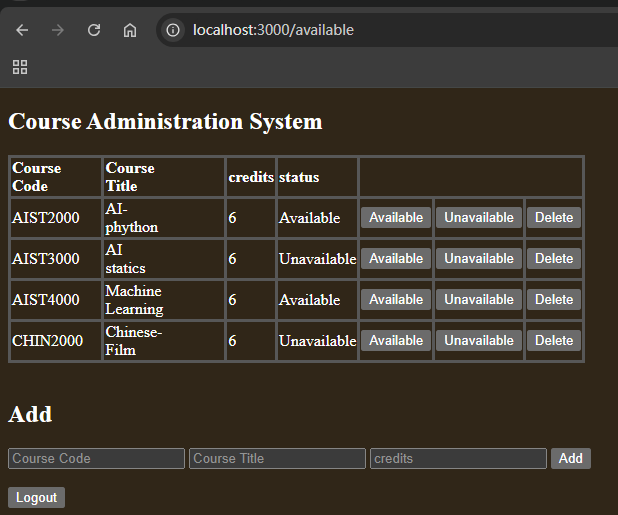 localhost:3000/available
Course Administration System
Course Code Course Title credits status
AIST2000 AI-phython 6 Available Available Unavailable Delete
AIST3000 AI statics 6 Unavailable Available Unavailable Delete
AIST4000 Machine Learning 6 Available Available Unavailable Delete
CHIN2000 Chinese-Film 6 Unavailable Available Unavailable Delete
Add
Course Code Course Title credits Add
Logout